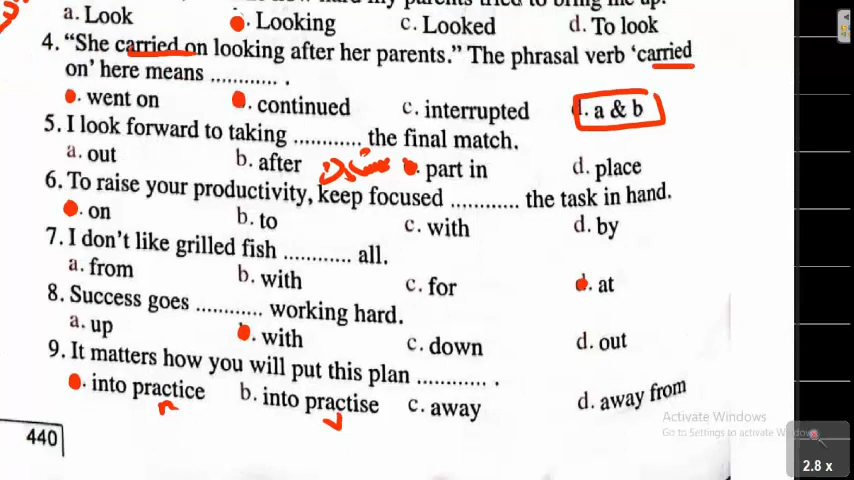 a. Look Looking c. Looked d. To look
4. “She carried on looking after her parents.” The phrasal verb ‘carried
on’ here means ............ .
. went on . continued c. interrupted d. a & b
5. I look forward to taking ............ the final match.
a. out b. after . part in d. place
6. To raise your productivity, keep focused ............ the task in hand.
. on b. to c. with d. by
7. I don’t like grilled fish ............ all.
a. from b. with c. for d. at
8. Success goes ............ working hard.
a. up . with c. down d. out
9. It matters how you will put this plan ............ .
. into practice b. into practise c. away d. away from
n v
440
Activate Windows
Go to Settings to activate Windows.
2.8 x